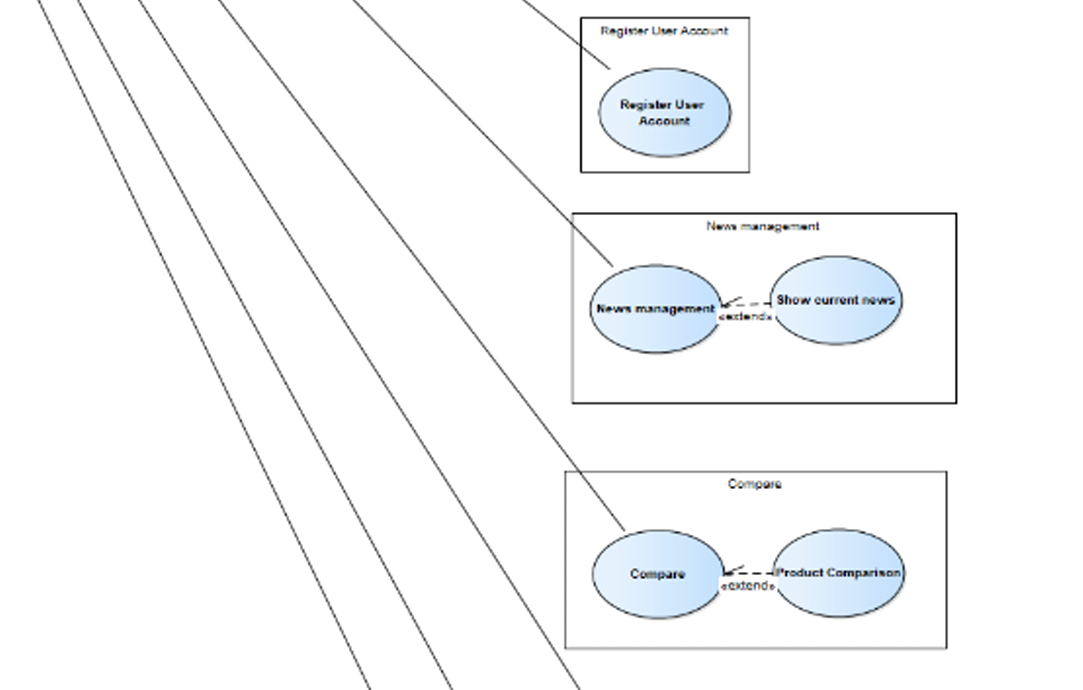 Register User Account
Register User
Account
News management
News management
«extend»
Show current news
Compare
Compare
«extend»
Product Comparison